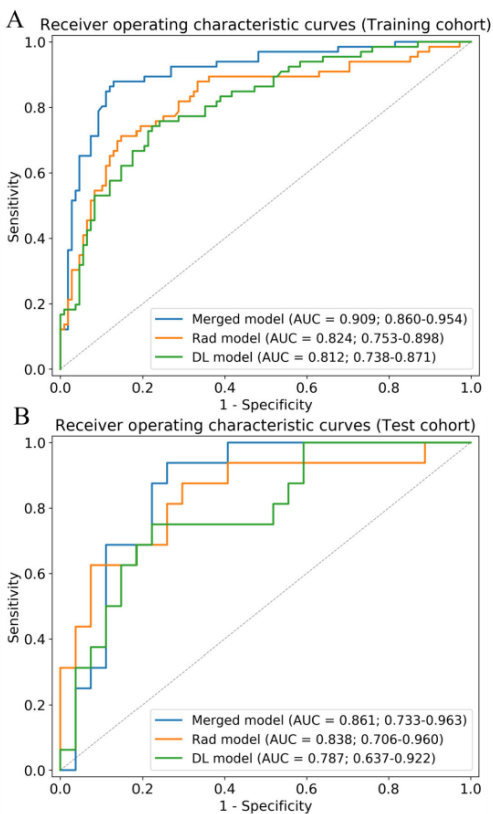 A
Receiver operating characteristic curves (Training cohort)
1.0
0.8
0.6
0.4
0.2
0.0
Sensitivity
Merged model (AUC = 0.909; 0.860-0.954)
Rad model (AUC = 0.824; 0.753-0.898)
DL model (AUC = 0.812; 0.738-0.871)
0.0 0.2 0.4 0.6 0.8 1.0
1 - Specificity
B
Receiver operating characteristic curves (Test cohort)
1.0
0.8
0.6
0.4
0.2
0.0
Sensitivity
Merged model (AUC = 0.861; 0.733-0.963)
Rad model (AUC = 0.838; 0.706-0.960)
DL model (AUC = 0.787; 0.637-0.922)
0.0 0.2 0.4 0.6 0.8 1.0
1 - Specificity